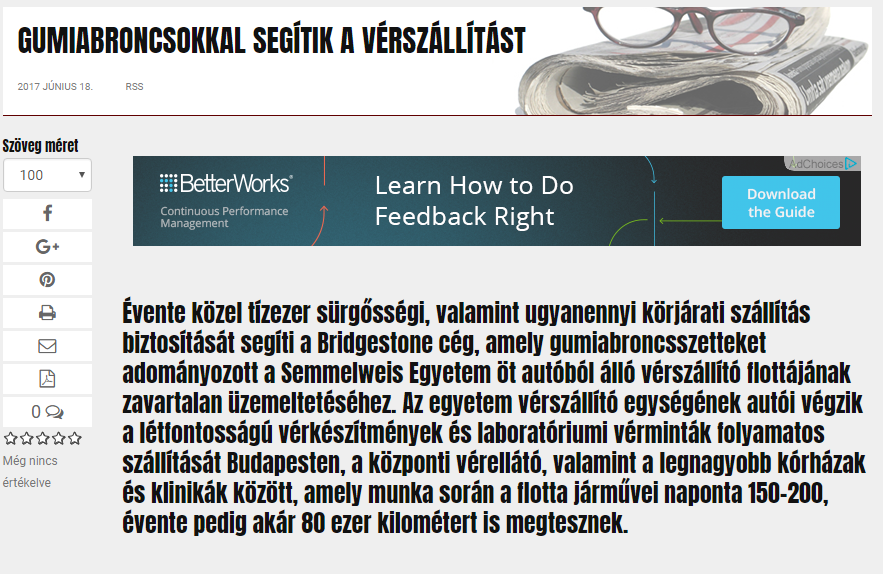 GUMIABRONCSOKKAL SEGÍTIK A VÉRSZÁLLÍTÁST
2017 JÚNIUS 18. RSS
Szöveg méret
100
AdChoices
BetterWorks®
Continuous Performance
Management
Learn How to Do
Feedback Right
Download
the Guide
G+
0
Még nincs
értékelve
Évente közel tízezer sürgősségi, valamint ugyanennyi körjárati szállítás
biztosítását segíti a Bridgestone cég, amely gumiabroncsszetteket
adományozott a Semmelweis Egyetem öt autóból álló vérszállító flottájának
zavartalan üzemeltetéséhez. Az egyetem vérszállító egységének autói végzik
a létfontosságú vérkészítmények és laboratóriumi vérminták folyamatos
szállítását Budapesten, a központi vérellátó, valamint a legnagyobb kórházak
és klinikák között, amely munka során a flotta járművei naponta 150-200,
évente pedig akár 80 ezer kilométert is megtesznek.